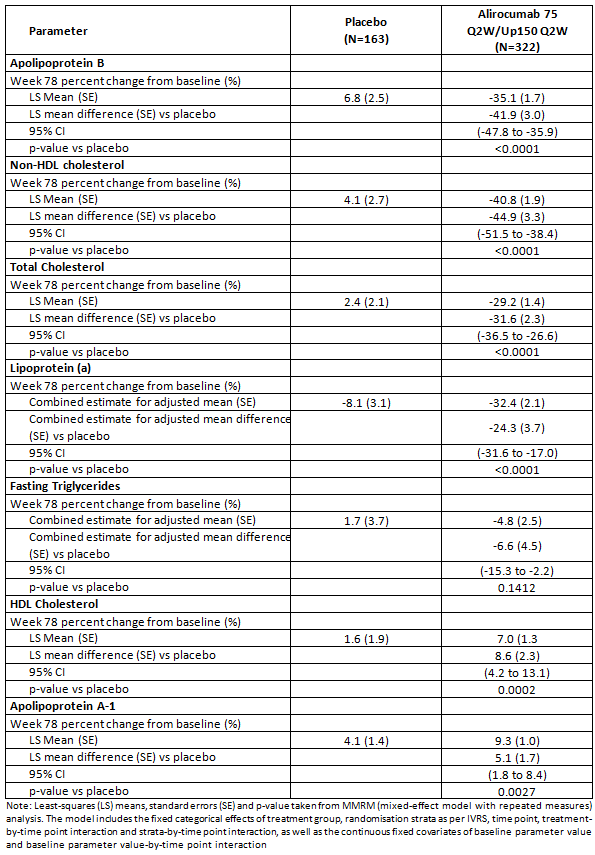 Parameter
Placebo
(N=163)
Alirocumab 75
Q2W/Up150 Q2W
(N=322)
Apolipoprotein B
Week 78 percent change from baseline (%)
LS Mean (SE) 6.8 (2.5) -35.1 (1.7)
LS mean difference (SE) vs placebo -41.9 (3.0)
95% CI (-47.8 to -35.9)
p-value vs placebo <0.0001
Non-HDL cholesterol
Week 78 percent change from baseline (%)
LS Mean (SE) 4.1 (2.7) -40.8 (1.9)
LS mean difference (SE) vs placebo -44.9 (3.3)
95% CI (-51.5 to -38.4)
p-value vs placebo <0.0001
Total Cholesterol
Week 78 percent change from baseline (%)
LS Mean (SE) 2.4 (2.1) -29.2 (1.4)
LS mean difference (SE) vs placebo -31.6 (2.3)
95% CI (-36.5 to -26.6)
p-value vs placebo <0.0001
Lipoprotein (a)
Week 78 percent change from baseline (%)
Combined estimate for adjusted mean (SE) -8.1 (3.1) -32.4 (2.1)
Combined estimate for adjusted mean difference
(SE) vs placebo -24.3 (3.7)
95% CI (-31.6 to -17.0)
p-value vs placebo <0.0001
Fasting Triglycerides
Week 78 percent change from baseline (%)
Combined estimate for adjusted mean (SE) 1.7 (3.7) -4.8 (2.5)
Combined estimate for adjusted mean difference
(SE) vs placebo -6.6 (4.5)
95% CI (-15.3 to -2.2)
p-value vs placebo 0.1412
HDL Cholesterol
Week 78 percent change from baseline (%)
LS Mean (SE) 1.6 (1.9) 7.0 (1.3
LS mean difference (SE) vs placebo 8.6 (2.3)
95% CI (4.2 to 13.1)
p-value vs placebo 0.0002
Apolipoprotein A-1
Week 78 percent change from baseline (%)
LS Mean (SE) 4.1 (1.4) 9.3 (1.0)
LS mean difference (SE) vs placebo 5.1 (1.7)
95% CI (1.8 to 8.4)
p-value vs placebo 0.0027
Note: Least-squares (LS) means, standard errors (SE) and p-value taken from MMRM (mixed-effect model with repeated measures)
analysis. The model includes the fixed categorical effects of treatment group, randomisation strata as per IVRS, time point, treatment-
by-time point interaction and strata-by-time point interaction, as well as the continuous fixed covariates of baseline parameter value
and baseline parameter value-by-time point interaction